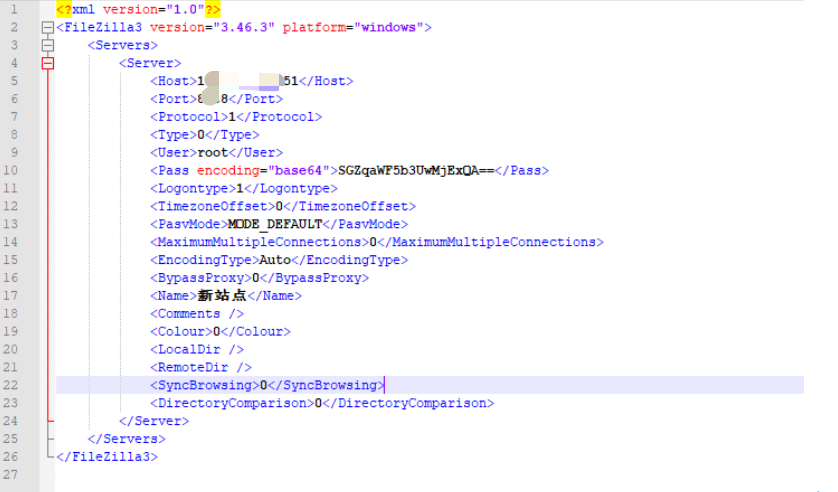 1 <?xml version="1.0"?>
2 <FileZilla3 version="3.46.3" platform="windows">
3 <Servers>
4 <Server>
5 <Host>1 51</Host>
6 <Port>8 8</Port>
7 <Protocol>1</Protocol>
8 <Type>0</Type>
9 <User>root</User>
10 <Pass encoding="base64">SGZqaWF5b3UwMjExQA==</Pass>
11 <Logontype>1</Logontype>
12 <TimezoneOffset>0</TimezoneOffset>
13 <PasvMode>MODE_DEFAULT</PasvMode>
14 <MaximumMultipleConnections>0</MaximumMultipleConnections>
15 <EncodingType>Auto</EncodingType>
16 <BypassProxy>0</BypassProxy>
17 <Name>新站点</Name>
18 <Comments />
19 <Colour>0</Colour>
20 <LocalDir />
21 <RemoteDir />
22 <SyncBrowsing>0</SyncBrowsing>
23 <DirectoryComparison>0</DirectoryComparison>
24 </Server>
25 </Servers>
26 </FileZilla3>
27